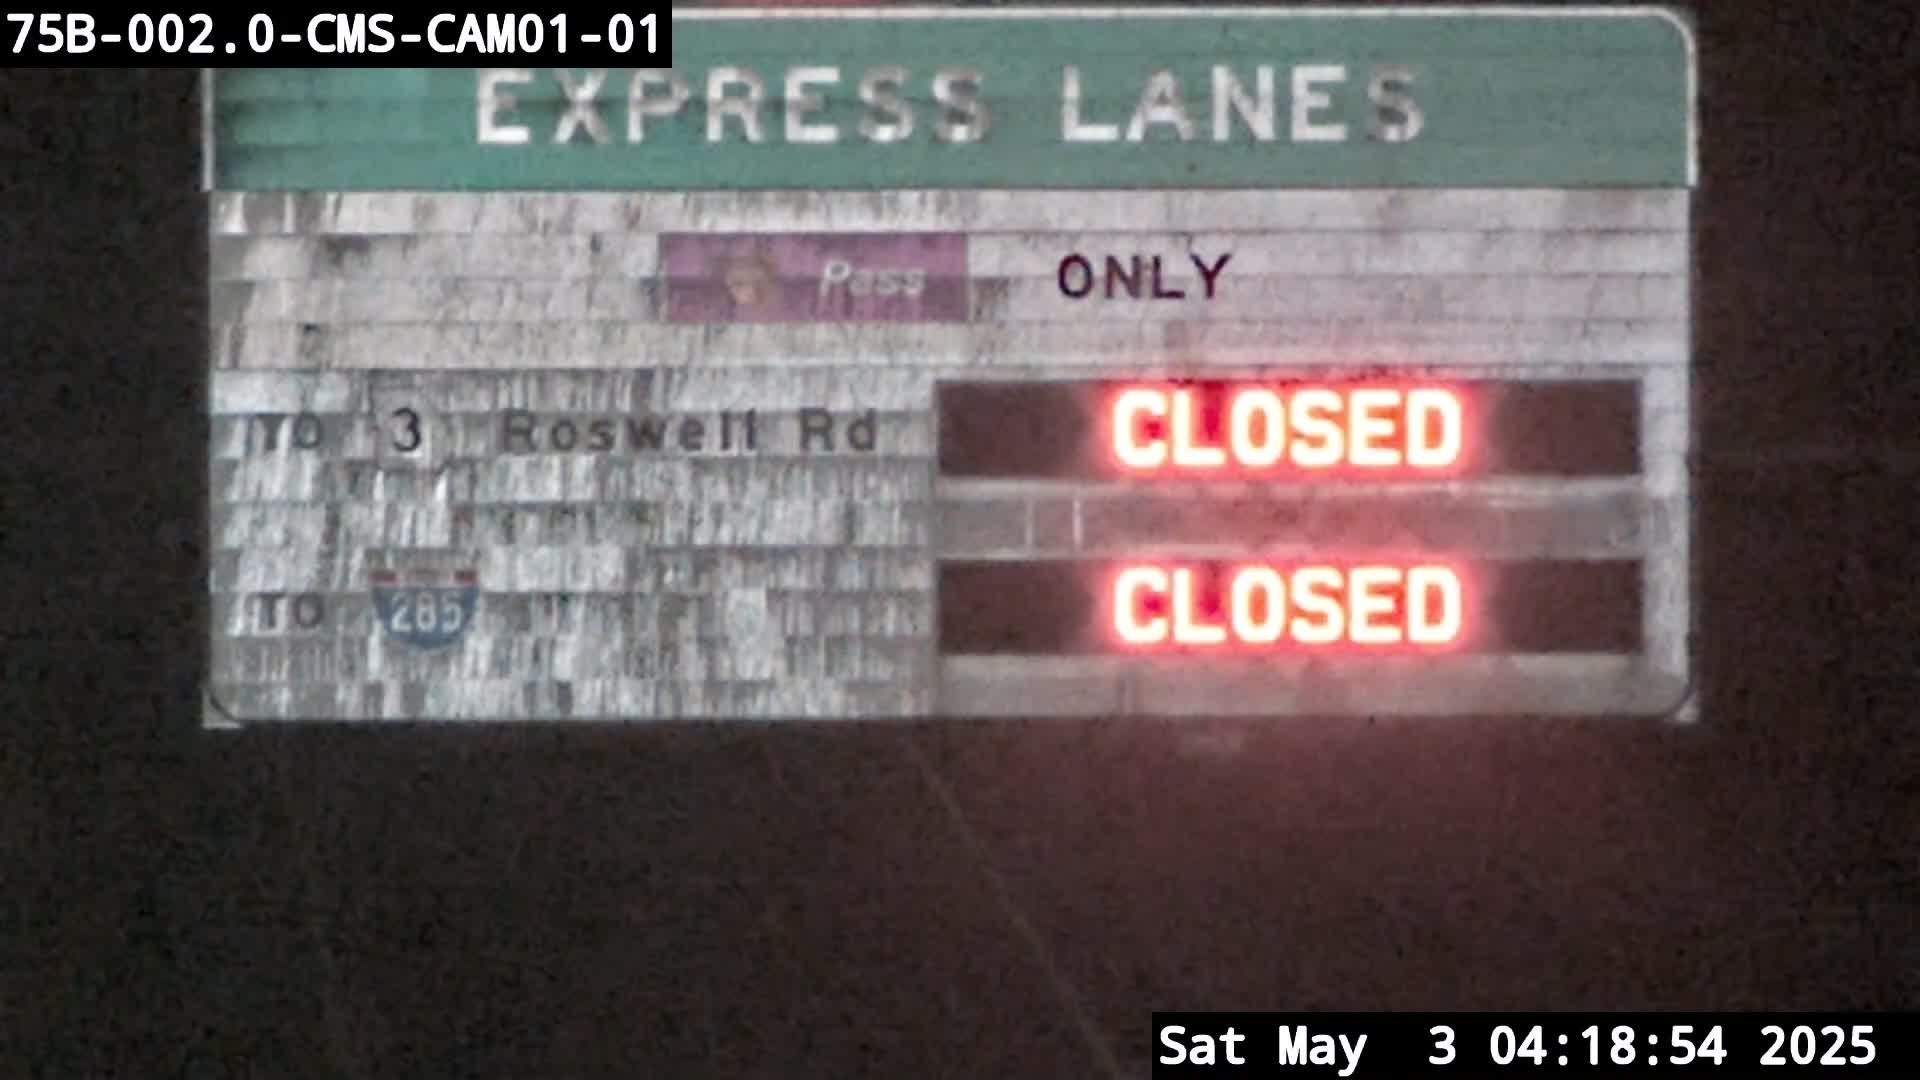 75B-002.0-CMS-CAM01-01
EXPRESS LANES
Pass ONLY
TO 3 Roswell Rd CLOSED
TO 285 CLOSED
Sat May 3 04:18:54 2025